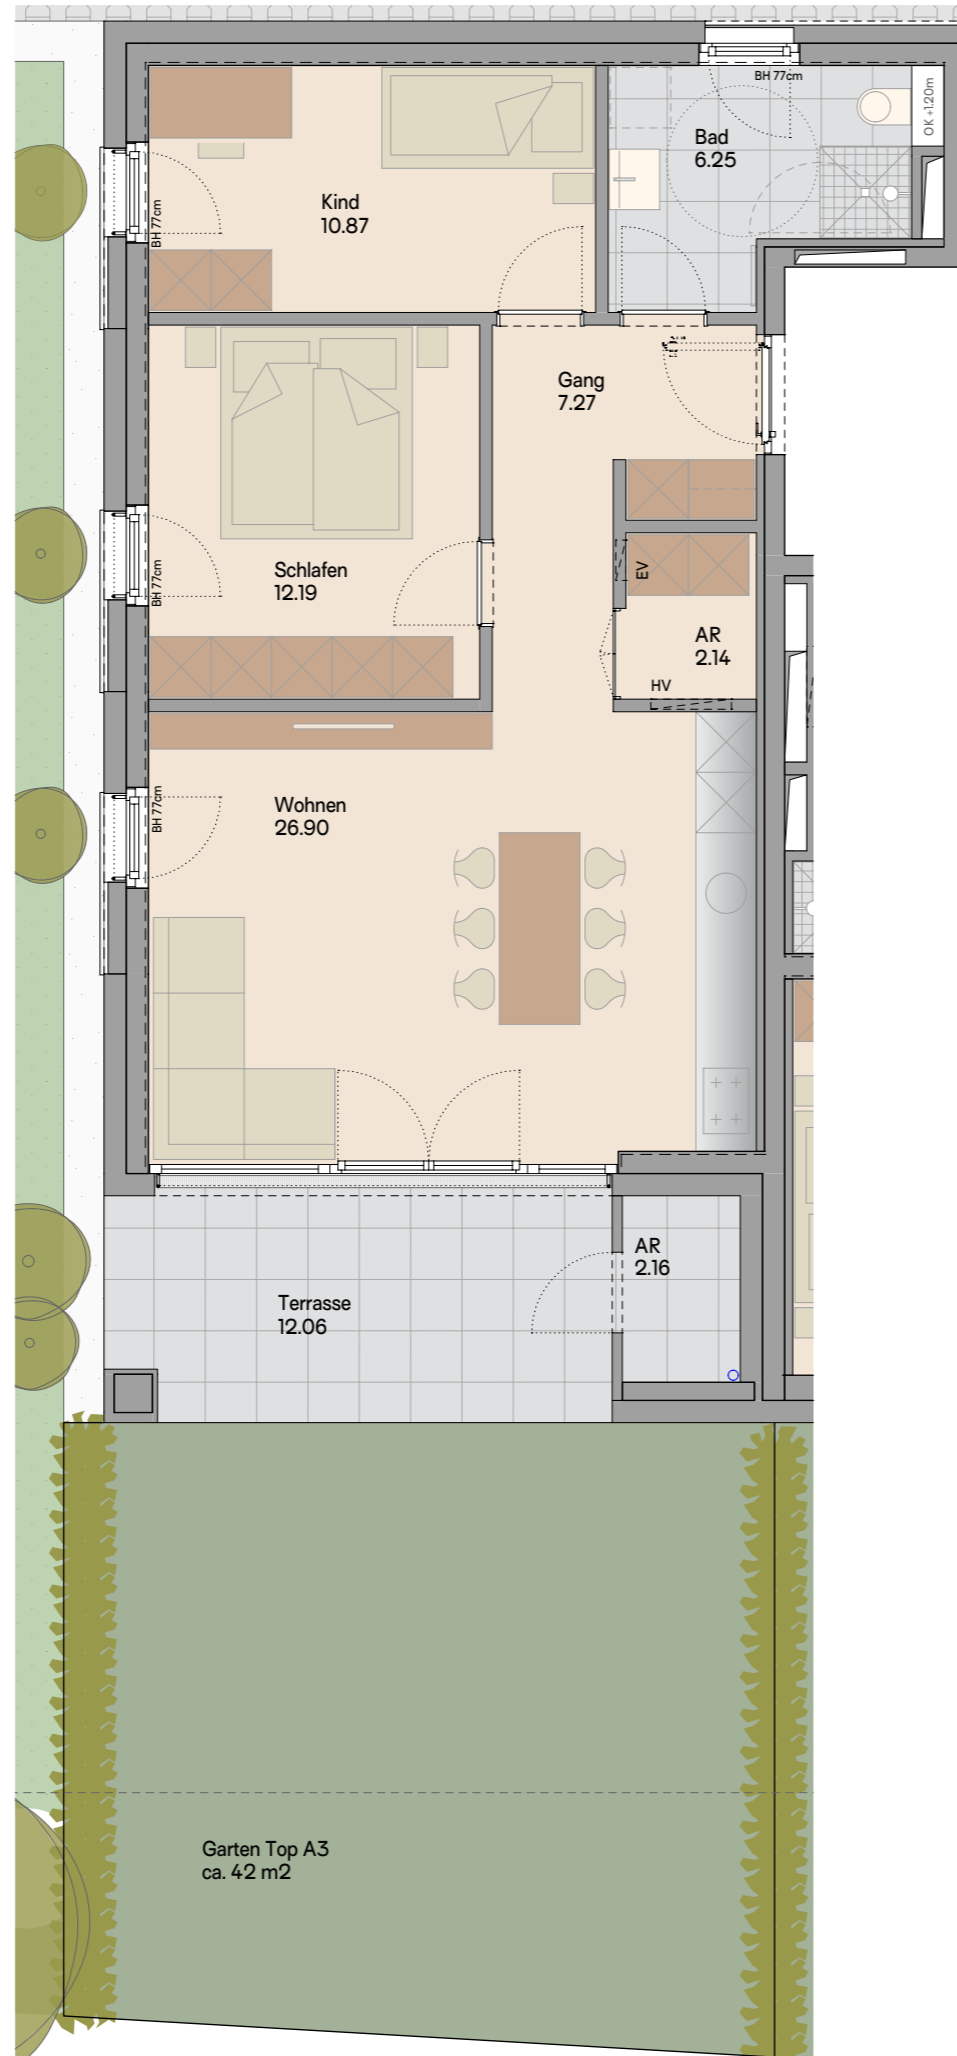 BH 77cm
OK +1.20m
Bad
6.25
Kind
10.87
BH 77cm
Gang
7.27
Schlafen
12.19
BH 77cm
EV
AR
2.14
HV
Wohnen
26.90
BH 77cm
AR
2.16
Terrasse
12.06
Garten Top A3
ca. 42 m2